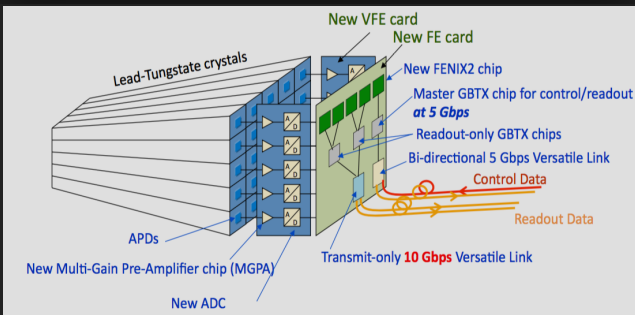 New VFE card
New FE card
Lead-Tungstate crystals
New FENIX2 chip
Master GBTX chip for control/readout
at 5 Gbps
Readout-only GBTX chips
Bi-directional 5 Gbps Versatile Link
Control Data
Readout Data
A/D
A/D
A/D
A/D
A/D
A
APDs
Transmit-only 10 Gbps Versatile Link
New Multi-Gain Pre-Amplifier chip (MGPA)
New ADC